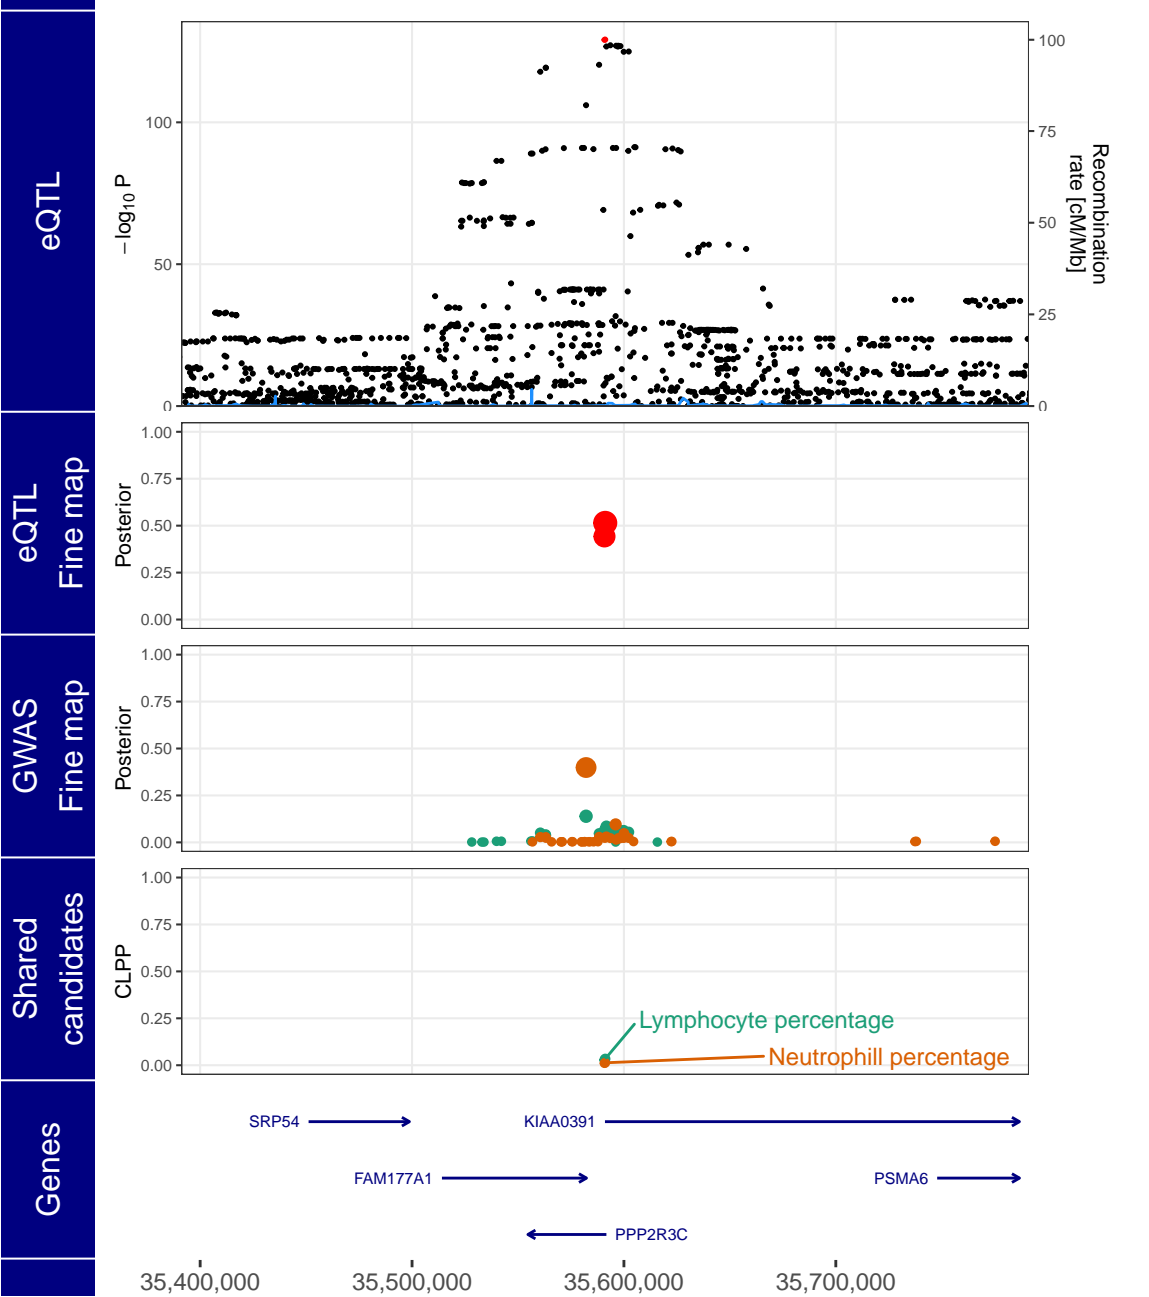 eQTL
−log10 P
100
50
0
100
75
50
25
0
Recombination
rate [cM/Mb]
eQTL
Fine map
Posterior
1.00
0.75
0.50
0.25
0.00
GWAS
Fine map
Posterior
1.00
0.75
0.50
0.25
0.00
Shared
candidates
CLPP
1.00
0.75
0.50
0.25
0.00
Lymphocyte percentage
Neutrophill percentage
Genes
SRP54
KIAA0391
FAM177A1
PSMA6
PPP2R3C
35,400,000
35,500,000
35,600,000
35,700,000